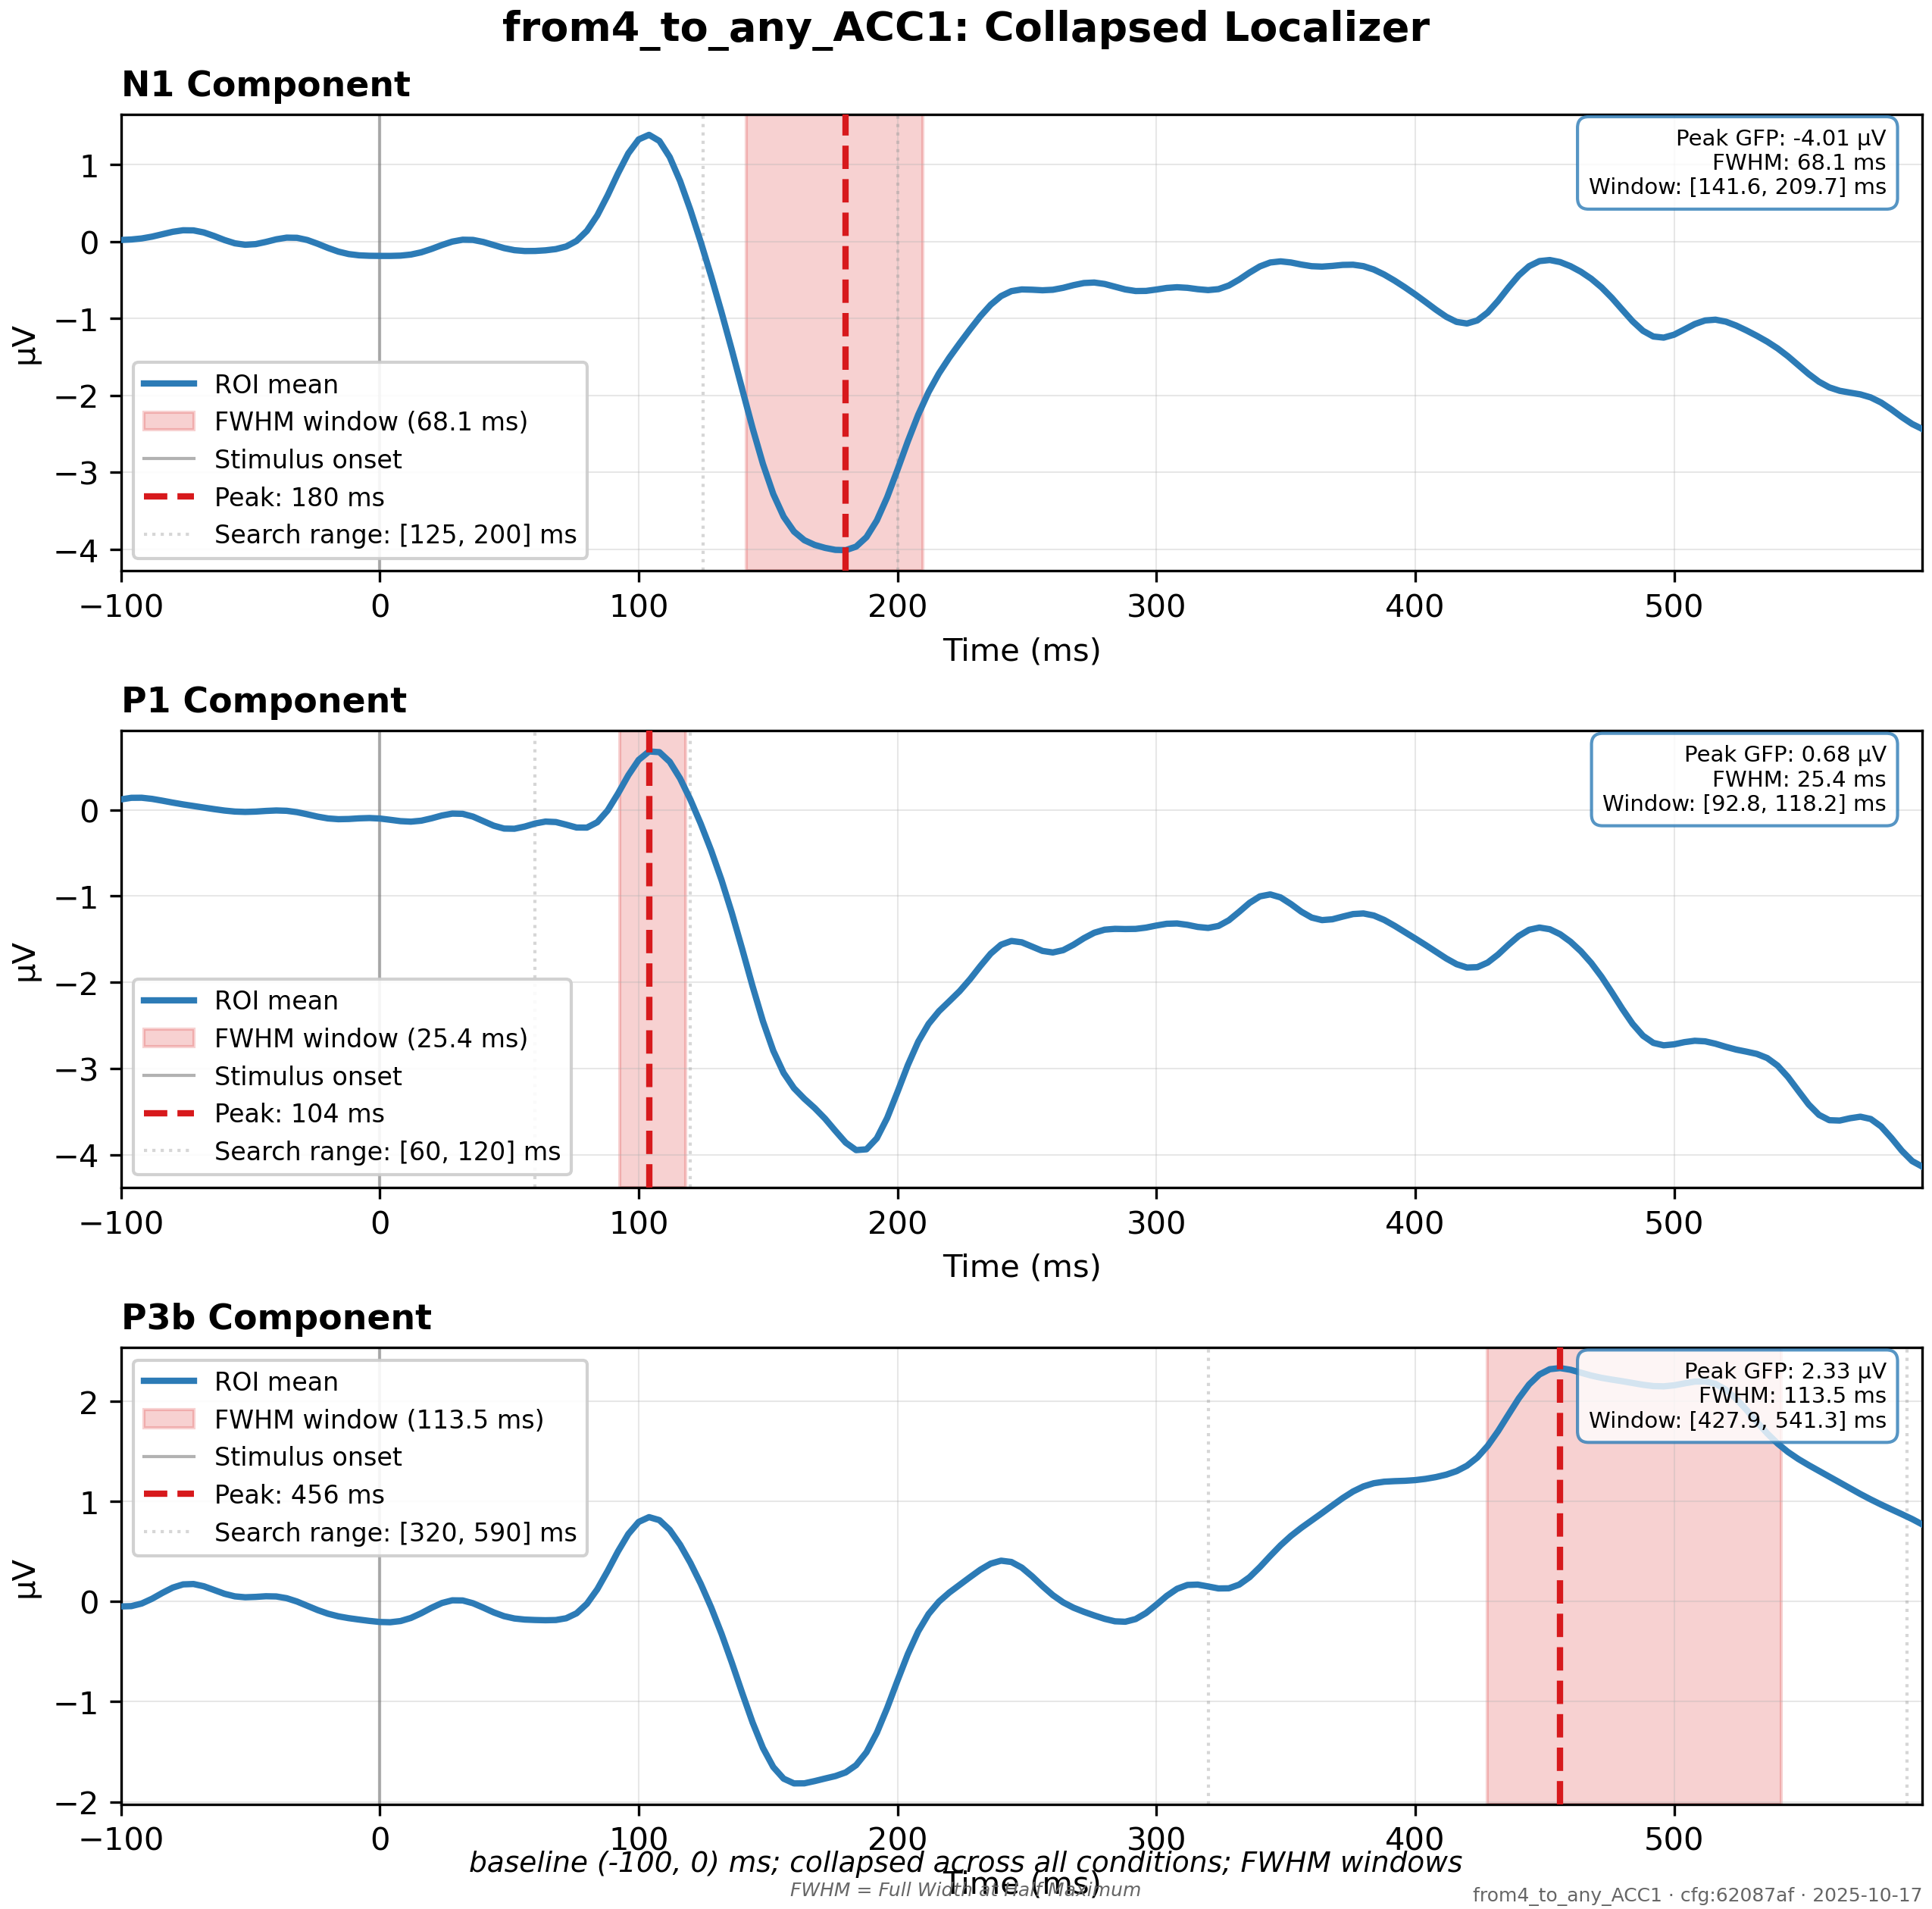 from4_to_any_ACC1: Collapsed Localizer
N1 Component
Peak GFP: -4.01 µV
FWHM: 68.1 ms
Window: [141.6, 209.7] ms
1
0
−1
−2
−3
−4
µV
ROI mean
FWHM window (68.1 ms)
Stimulus onset
Peak: 180 ms
Search range: [125, 200] ms
−100 0 100 200 300 400 500
Time (ms)
P1 Component
Peak GFP: 0.68 µV
FWHM: 25.4 ms
Window: [92.8, 118.2] ms
0
−1
−2
−3
−4
µV
ROI mean
FWHM window (25.4 ms)
Stimulus onset
Peak: 104 ms
Search range: [60, 120] ms
−100 0 100 200 300 400 500
Time (ms)
P3b Component
ROI mean
FWHM window (113.5 ms)
Stimulus onset
Peak: 456 ms
Search range: [320, 590] ms
Peak GFP: 2.33 µV
FWHM: 113.5 ms
Window: [427.9, 541.3] ms
2
1
0
−1
−2
µV
−100 0 100 200 300 400 500
baseline (-100, 0) ms; collapsed across all conditions; FWHM windows
Time (ms)
FWHM = Full Width at Half Maximum
from4_to_any_ACC1 · cfg:62087af · 2025-10-17